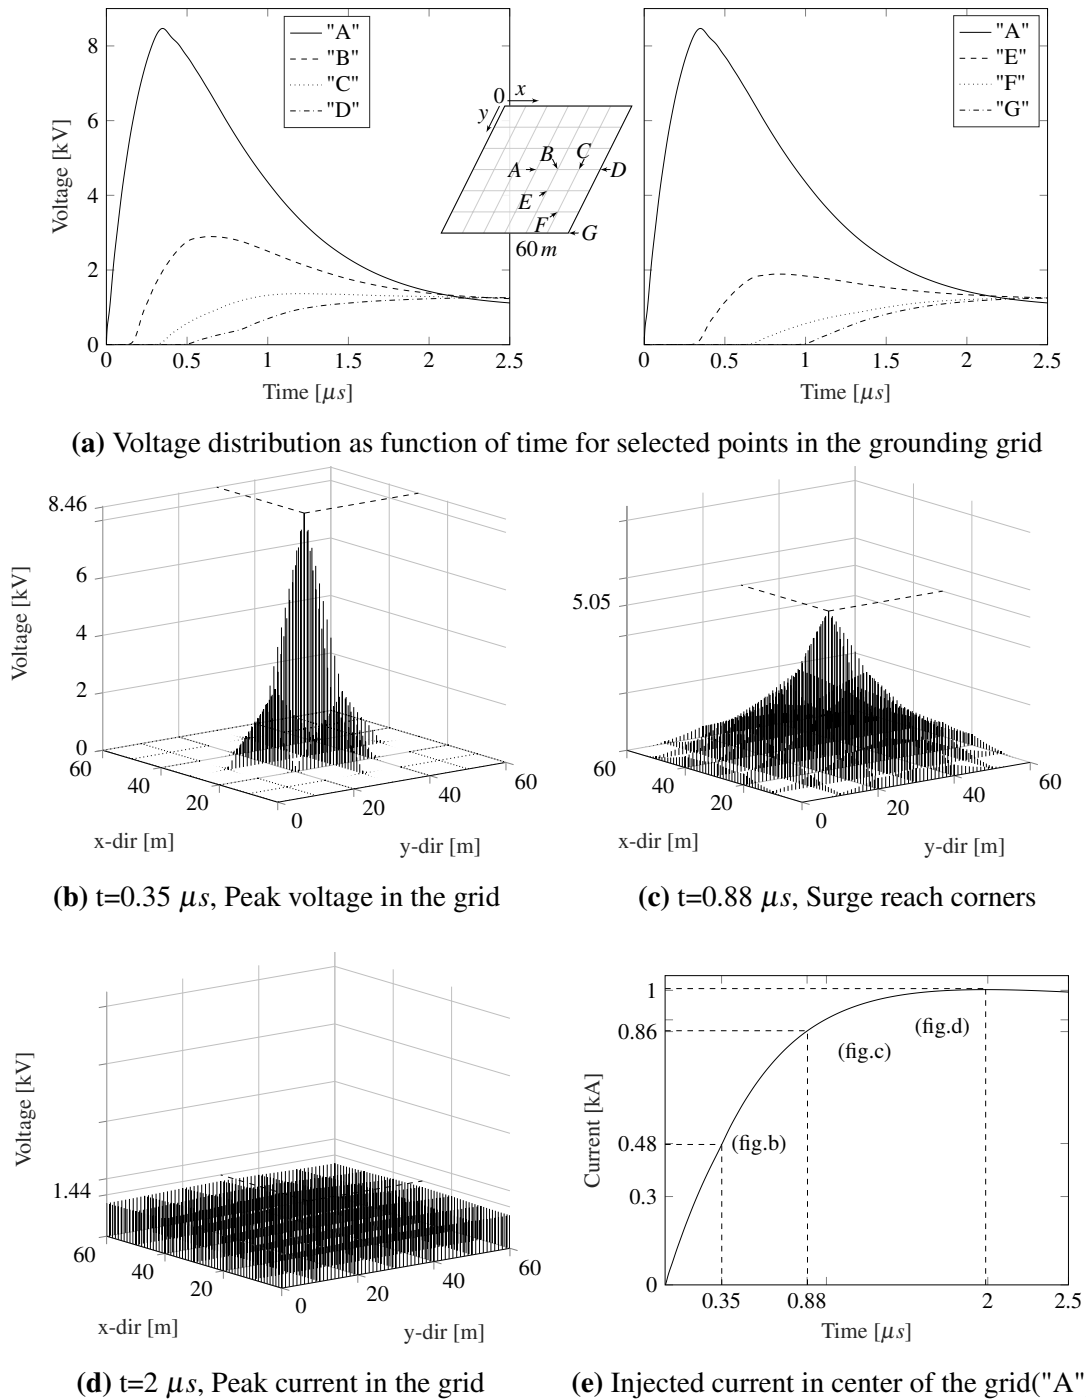 8
6
4
2
0
Voltage [kV]
"A"
"B"
"C"
"D"
0 0.5 1 1.5 2 2.5
Time [µs]
0 x
y
A B C D
E
F G
60 m
"A"
"E"
"F"
"G"
0 0.5 1 1.5 2 2.5
Time [µs]
(a) Voltage distribution as function of time for selected points in the grounding grid
8.46
6
4
2
0
Voltage [kV]
60 40 20 0
x-dir [m]
0 20 40 60
y-dir [m]
(b) t=0.35 µs, Peak voltage in the grid
5.05
60 40 20 0
x-dir [m]
20 40 60
y-dir [m]
(c) t=0.88 µs, Surge reach corners
Voltage [kV]
1.44
60 40 20 0
x-dir [m]
20 40 60
y-dir [m]
(d) t=2 µs, Peak current in the grid
1
0.86
0.48
0.3
0
Current [kA]
(fig.d)
(fig.c)
(fig.b)
0.35 0.88 2 2.5
Time [µs]
(e) Injected current in center of the grid("A"